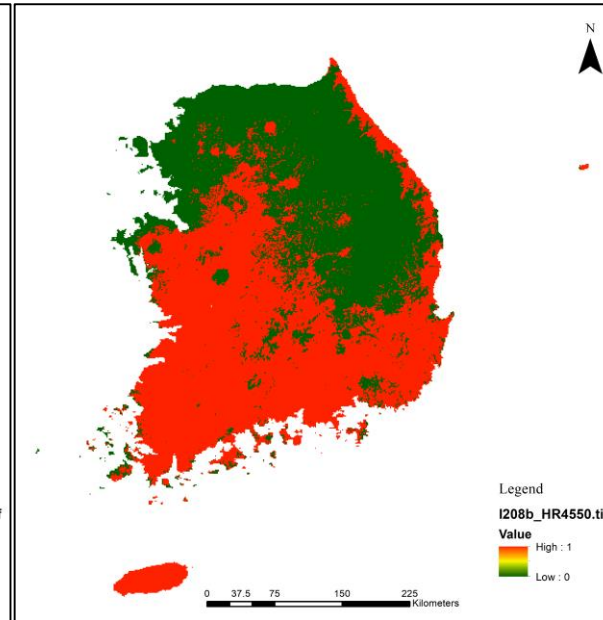 N
Legend
I208b_HR4550.ti
Value
High : 1
Low : 0
0 37.5 75 150 225
Kilometers